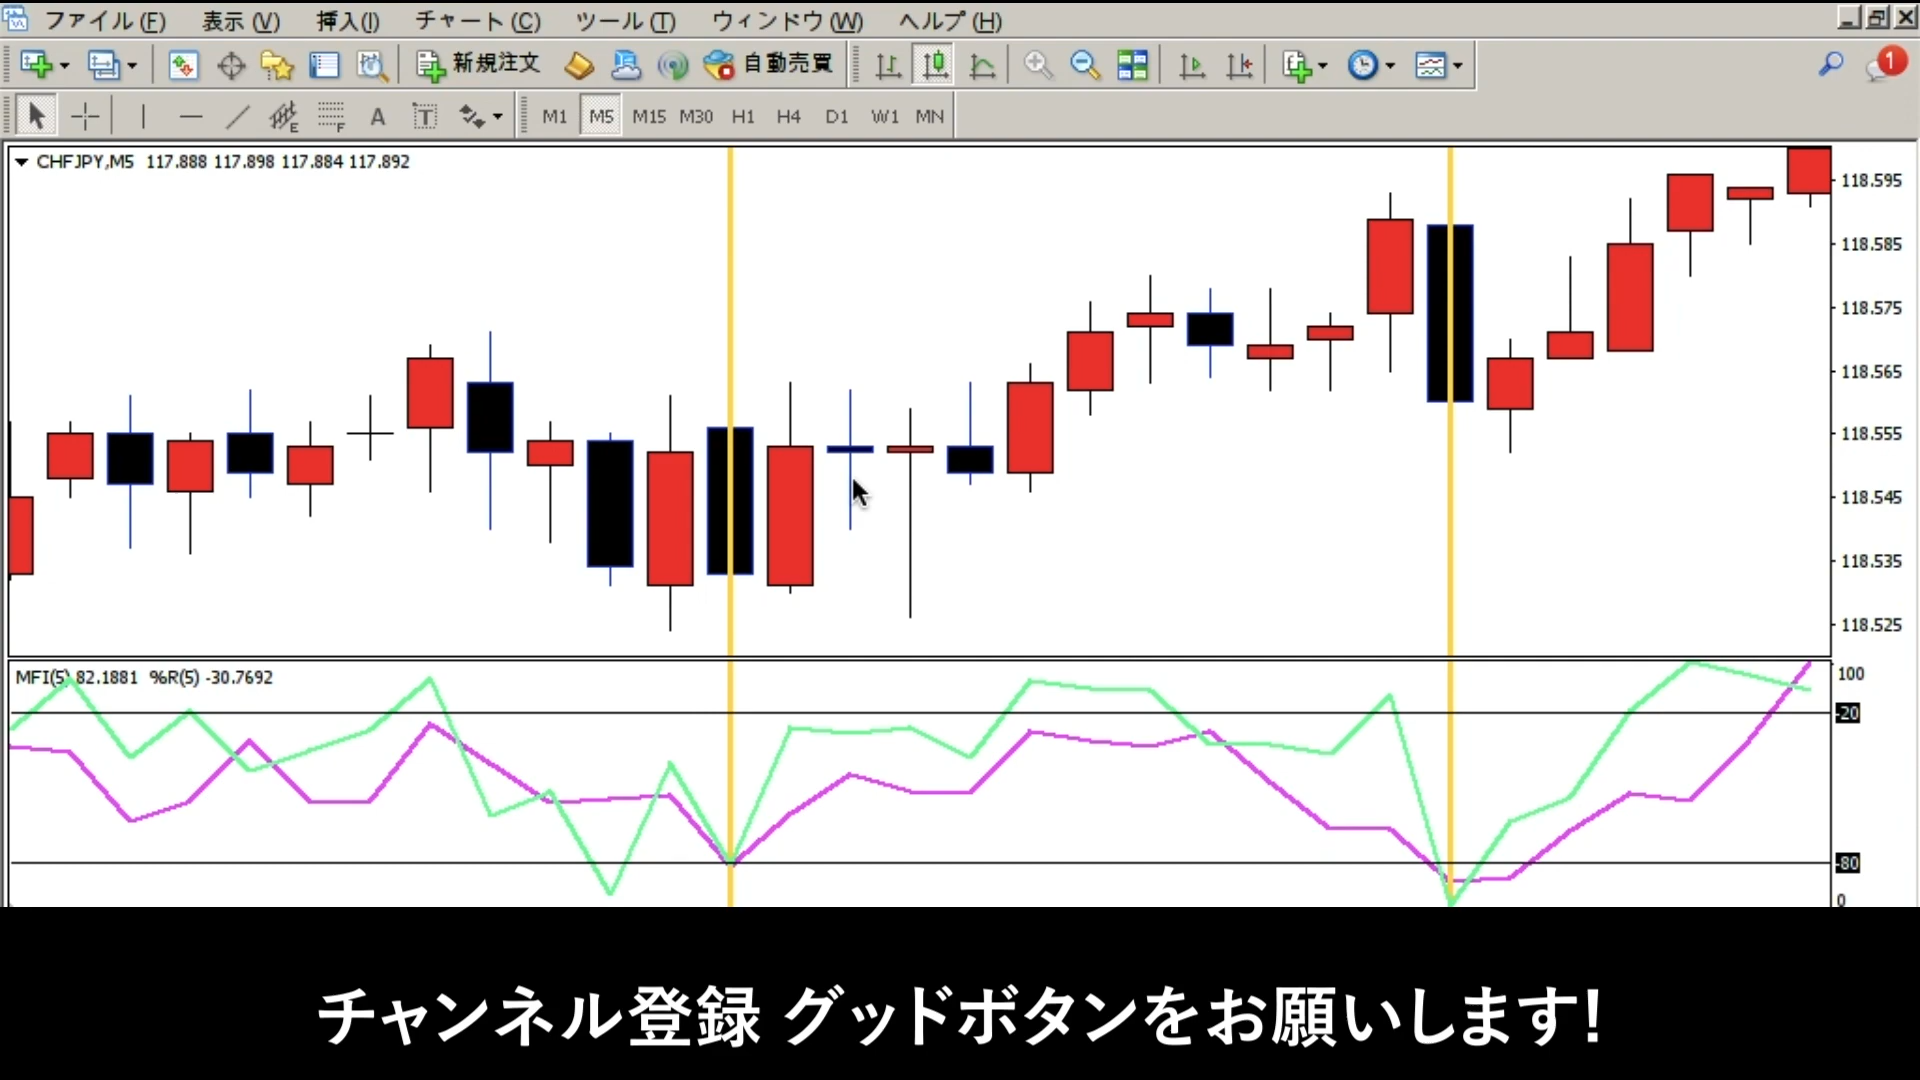 ファイル (F) 表示 (V) 挿入(I) チャート (C) ツール (T) ウィンドウ (W) ヘルプ (H)
新規注文 自動売買 1
E F A T M1 M5 M15 M30 H1 H4 D1 W1 MN
CHFJPY,M5 117.888 117.898 117.884 117.892
118.595
118.585
118.575
118.565
118.555
118.545
118.535
118.525
MFI(5) 82.1881 %R(5) -30.7692
100
-20
-80
0
チャンネル登録 グッドボタンをお願いします!